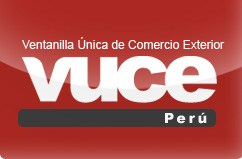 Ventanilla Única de Comercio Exterior
vuce
Perú